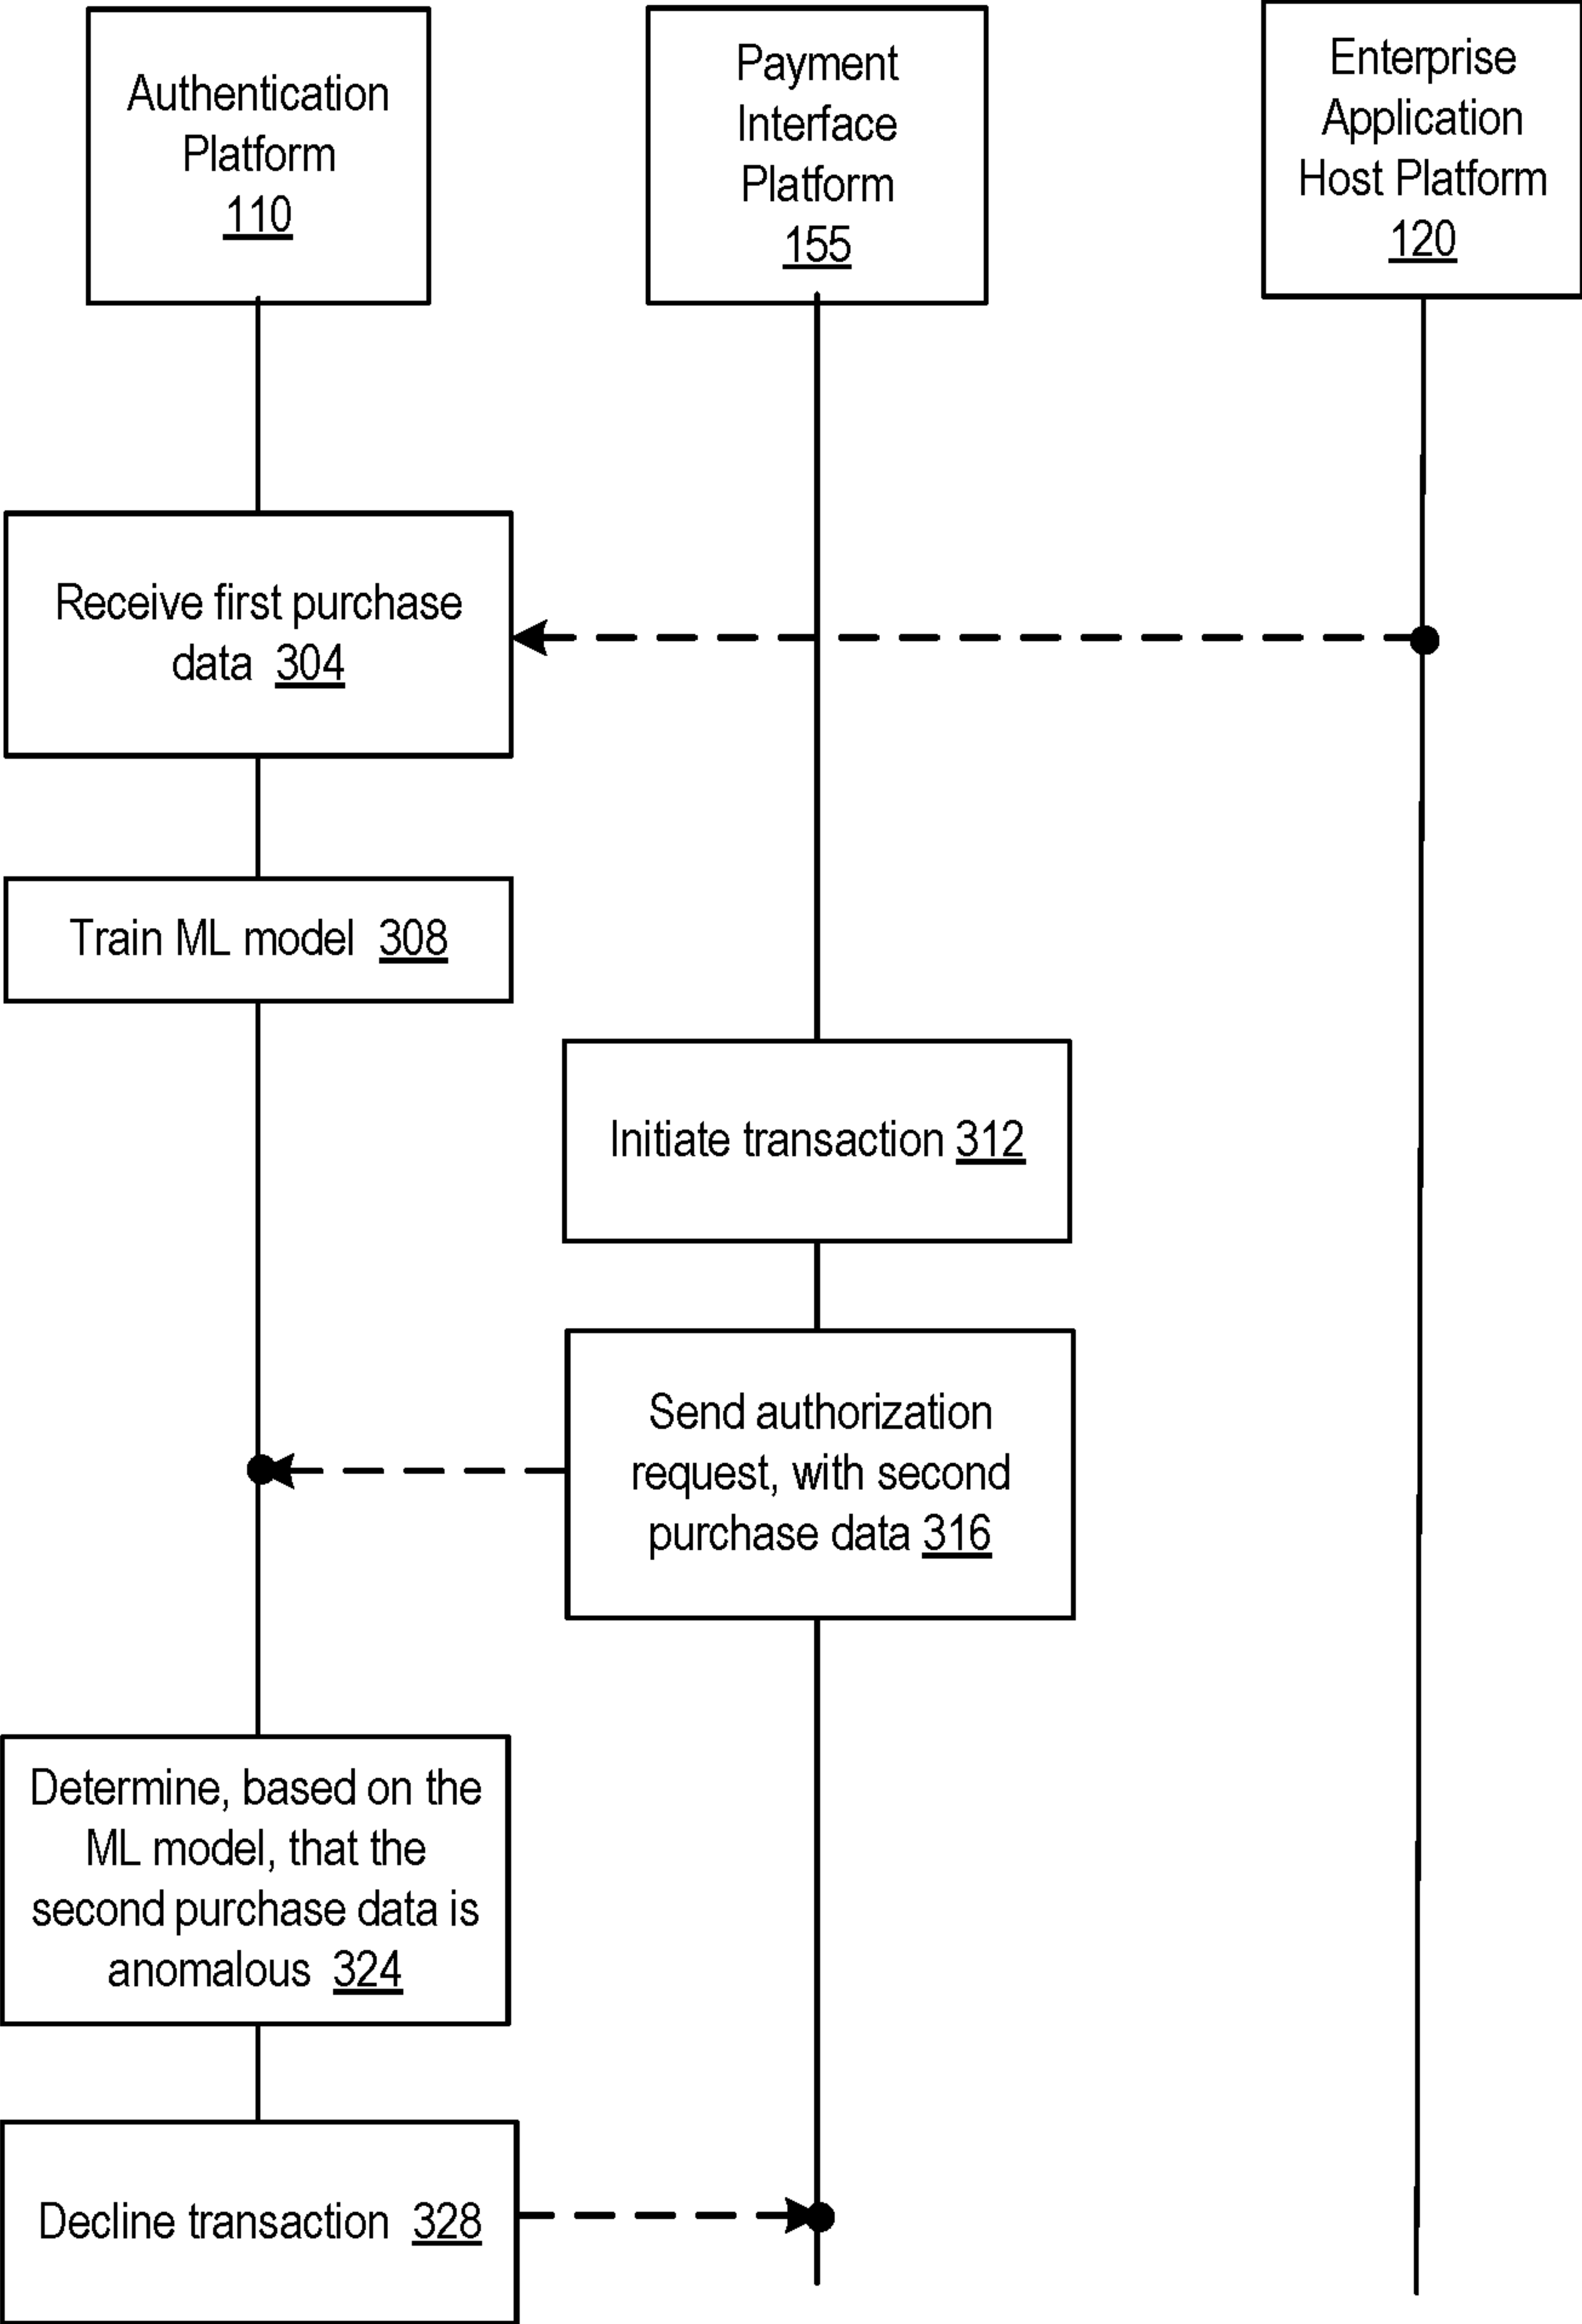 Authentication
Platform
110
Payment
Interface
Platform
155
Enterprise
Application
Host Platform
120
Receive first purchase
data 304
Train ML model 308
Initiate transaction 312
Send authorization
request, with second
purchase data 316
Determine, based on the
ML model, that the
second purchase data is
anomalous 324
Decline transaction 328